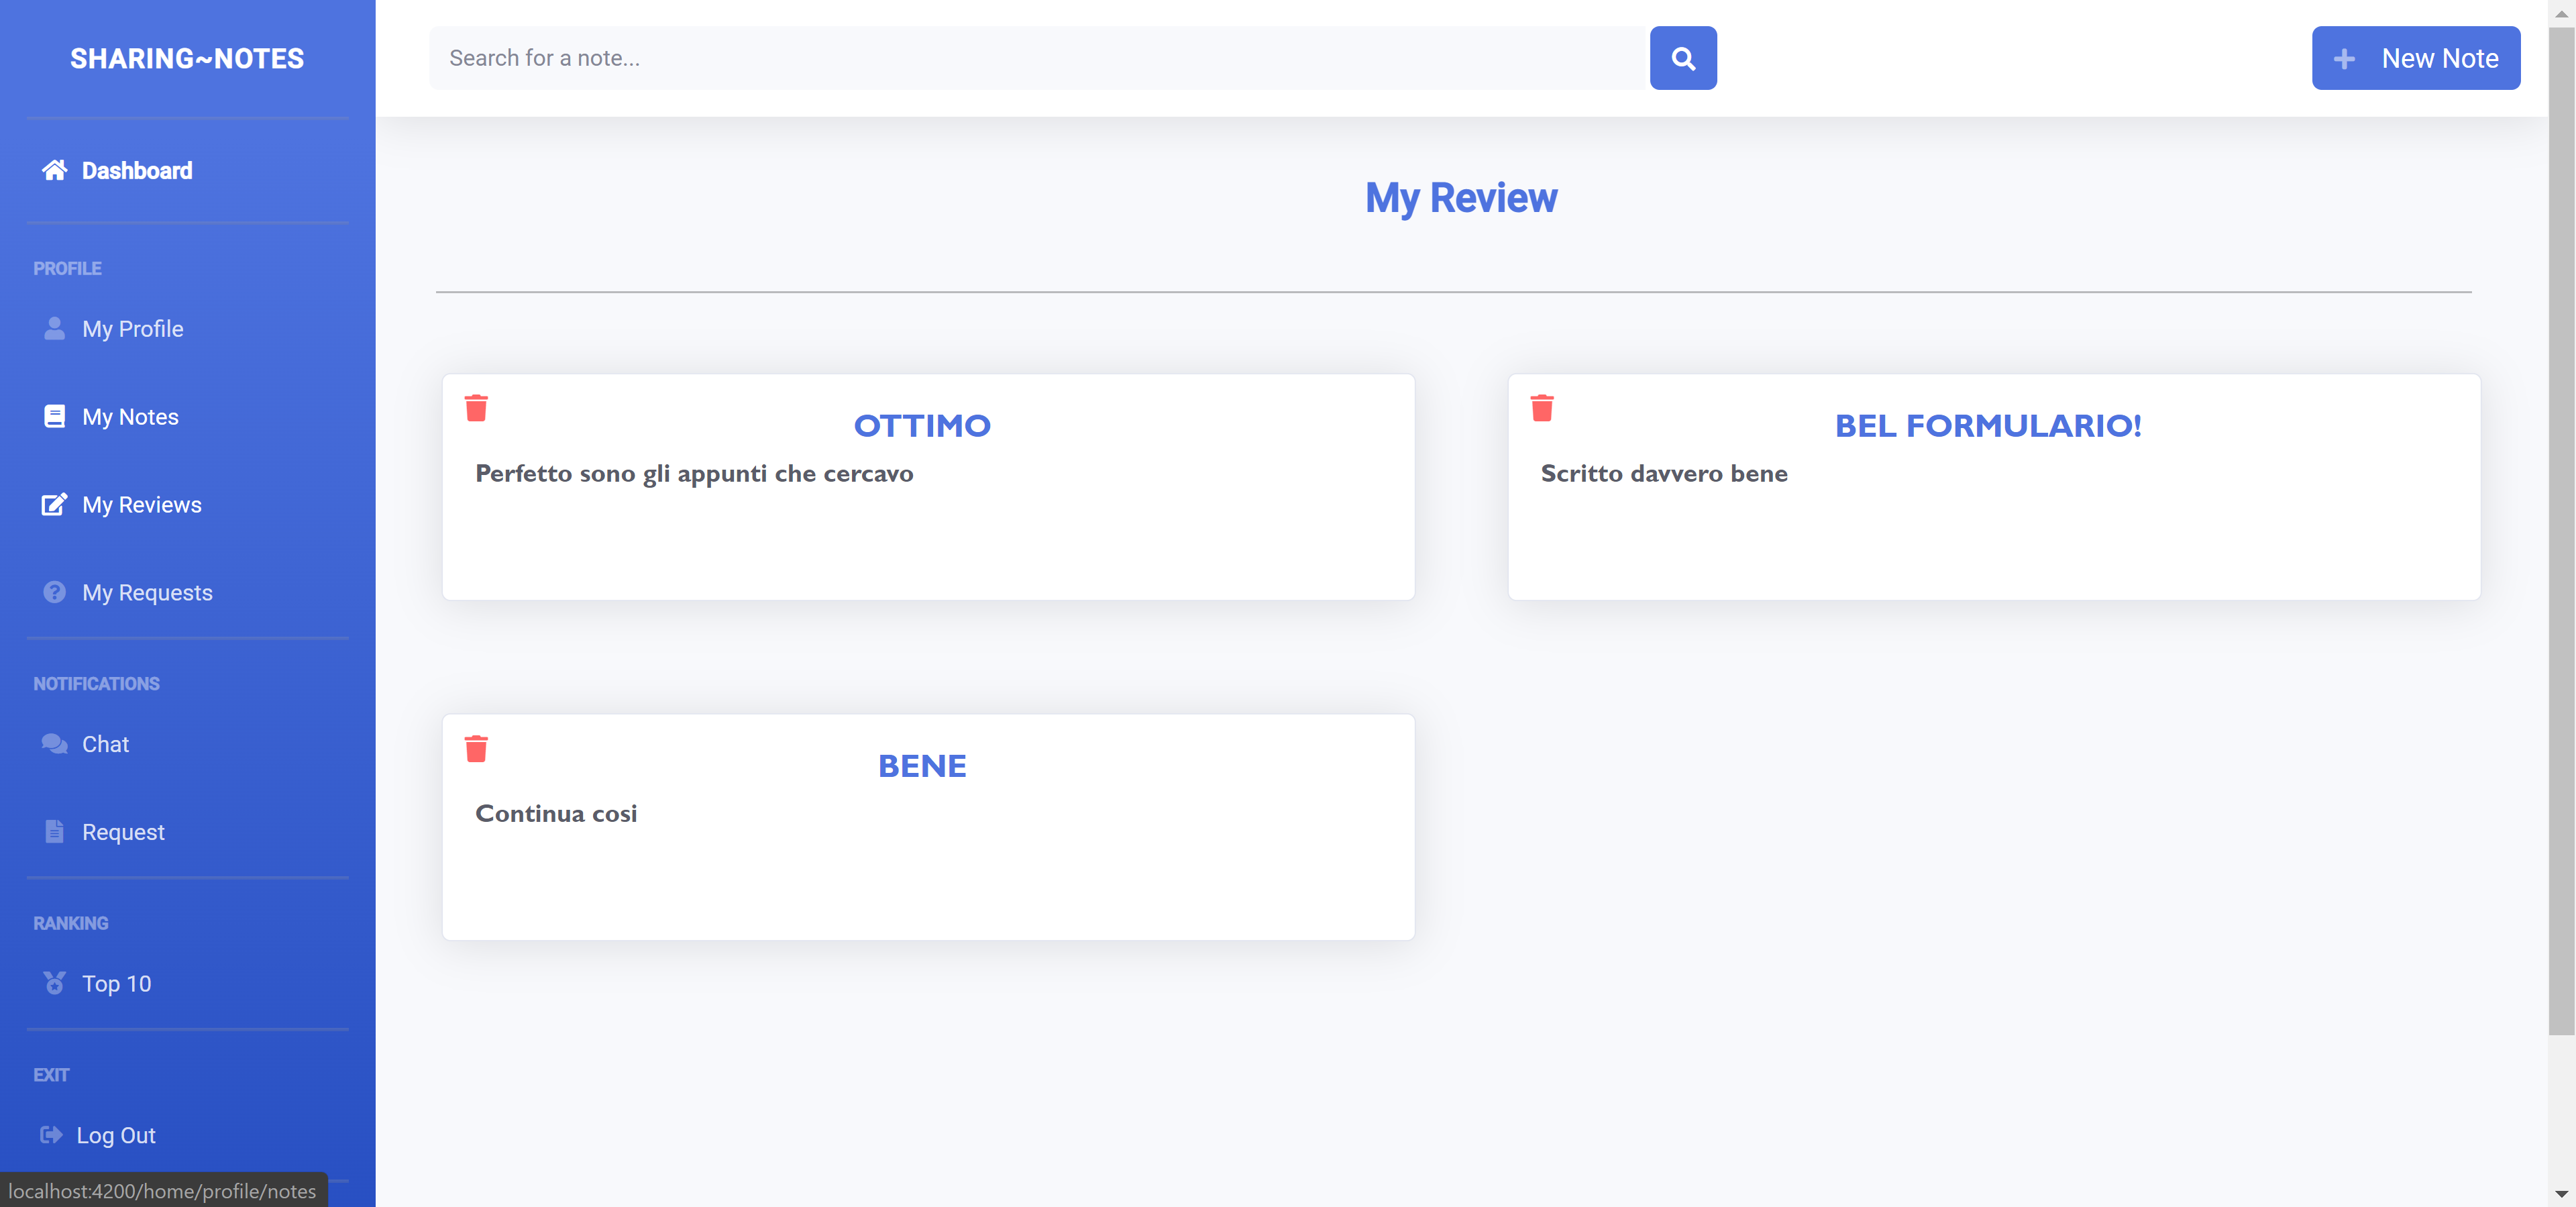 SHARING~NOTES
Dashboard
PROFILE
My Profile
My Notes
My Reviews
My Requests
NOTIFICATIONS
Chat
Request
RANKING
Top 10
EXIT
Log Out
localhost:4200/home/profile/notes
Search for a note...
New Note
My Review
OTTIMO
Perfetto sono gli appunti che cercavo
BEL FORMULARIO!
Scritto davvero bene
BENE
Continua cosi